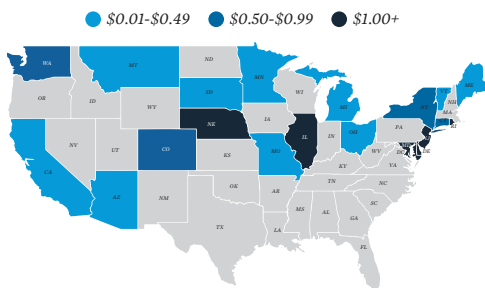 $0.01-$0.49 $0.50-$0.99 $1.00+
WA
MT
ND
MN
ME
OR
ID
WY
SD
WI
MI
VT
NH
NY
MA
RI
NV
UT
CO
NE
IA
IL
IN
OH
PA
CA
KS
MO
KY
WV
VA
DC
DE
AZ
NM
OK
AR
TN
NC
SC
TX
LA
MS
AL
GA
FL